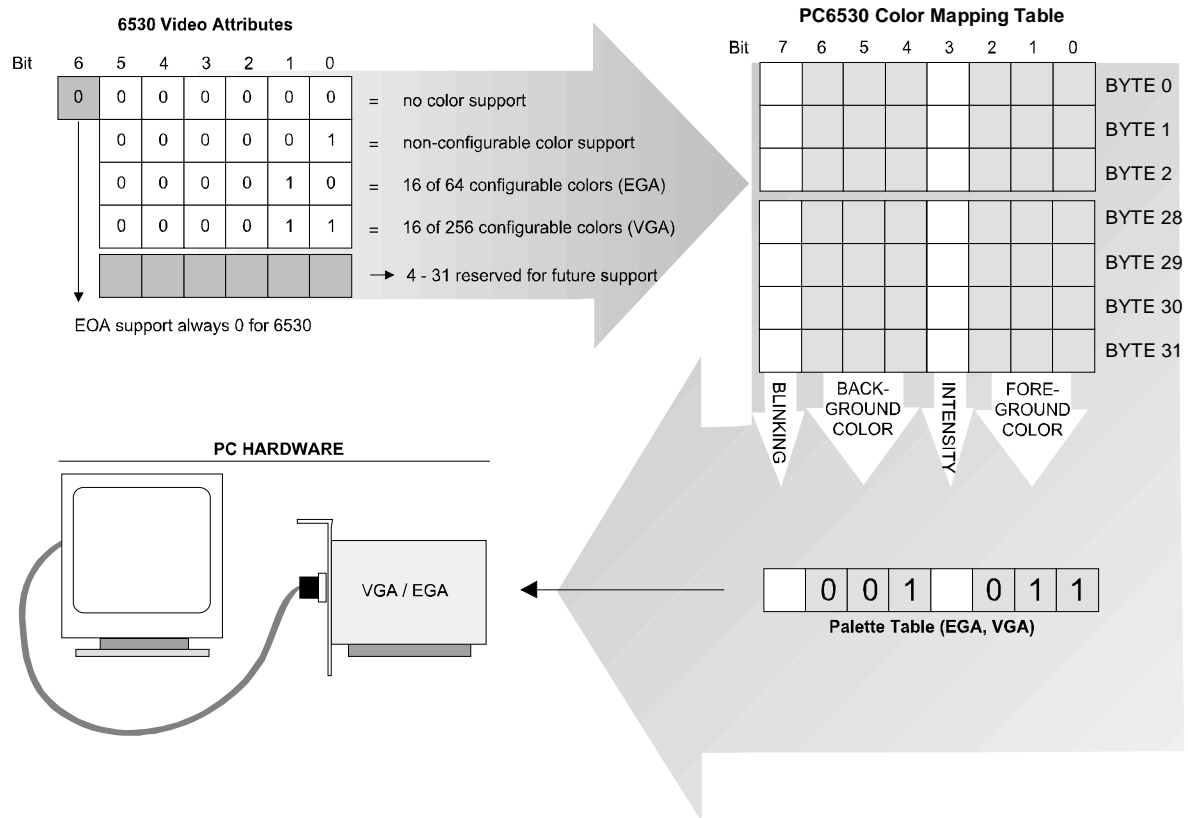 6530 Video Attributes
Bit 6 5 4 3 2 1 0
0 0 0 0 0 0 0 = no color support
0 0 0 0 0 1 = non-configurable color support
0 0 0 0 1 0 = 16 of 64 configurable colors (EGA)
0 0 0 0 1 1 = 16 of 256 configurable colors (VGA)
4 - 31 reserved for future support
EOA support always 0 for 6530
PC6530 Color Mapping Table
Bit 7 6 5 4 3 2 1 0
BYTE 0
BYTE 1
BYTE 2
BYTE 28
BYTE 29
BYTE 30
BYTE 31
BLINKING
BACK-
GROUND
COLOR
INTENSITY
FORE-
GROUND
COLOR
PC HARDWARE
VGA / EGA
0 0 1 0 1 1
Palette Table (EGA, VGA)